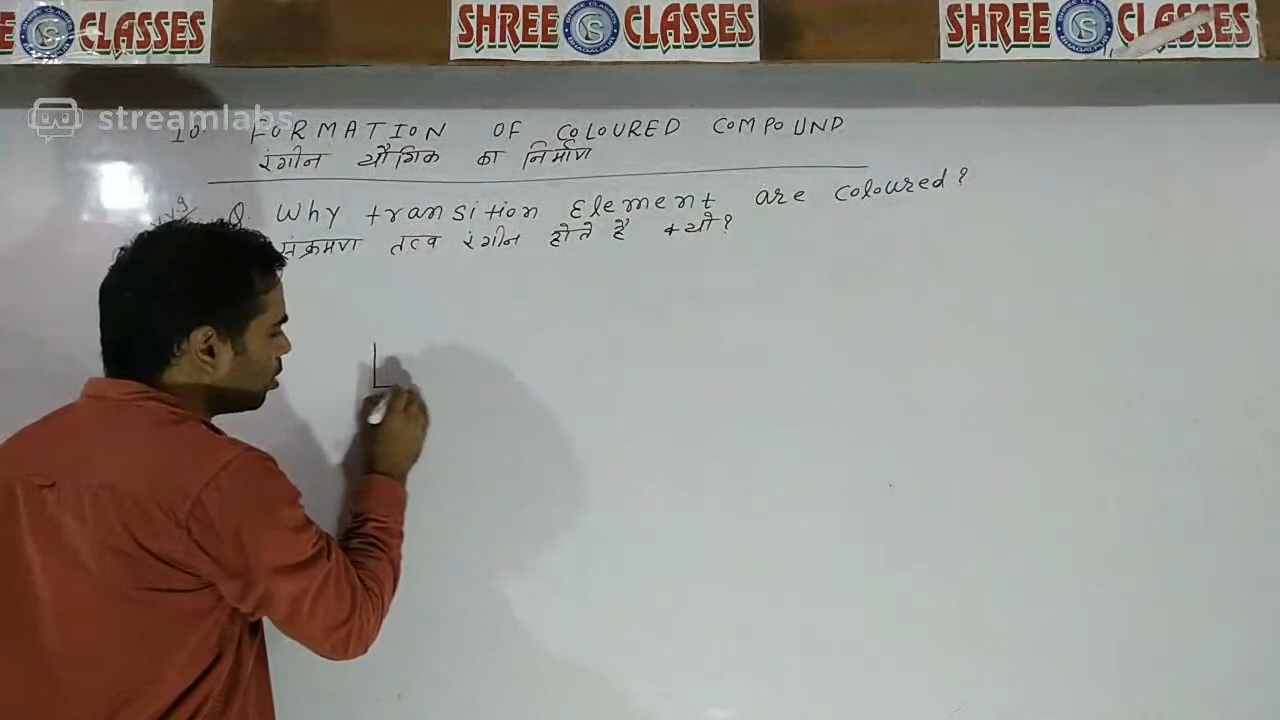 CLASSES SHREE CLASSES SHREE CLASSES
streamlabs
10. FORMATION OF COLOURED COMPOUND
रंगीन यौगिक का निर्माण
Q. Why transition Element are coloured?
संक्रमण तत्व रंगीन होते हैं क्यों?